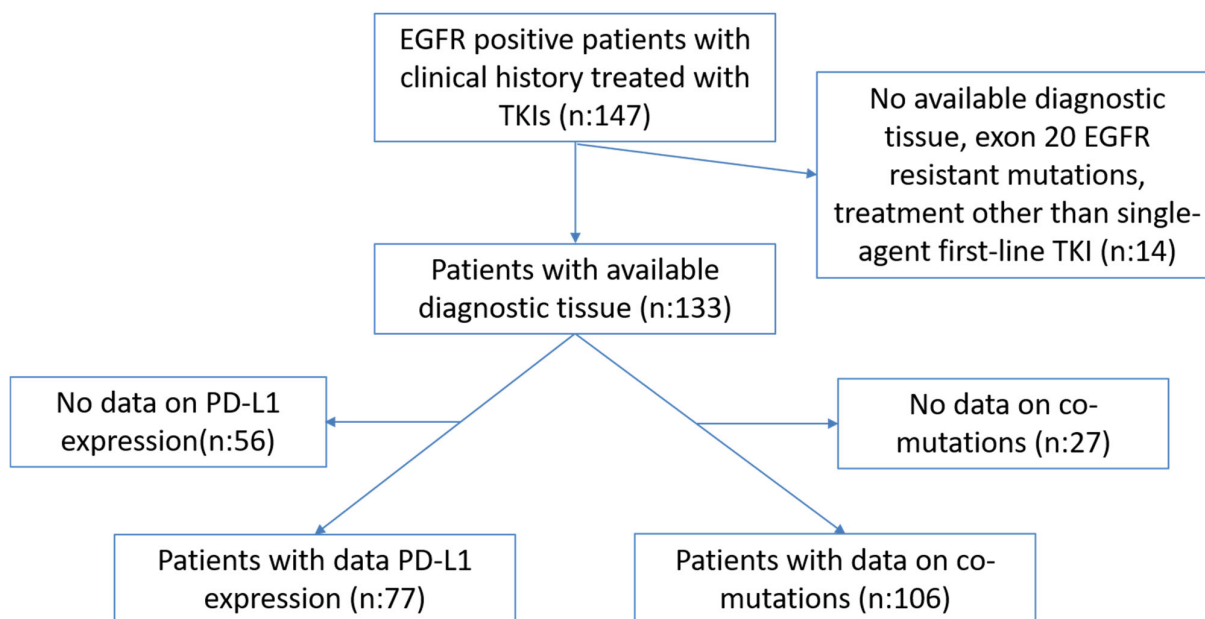 EGFR positive patients with
clinical history treated with
TKIs (n:147)
No available diagnostic
tissue, exon 20 EGFR
resistant mutations,
treatment other than single-
agent first-line TKI (n:14)
Patients with available
diagnostic tissue (n:133)
No data on PD-L1
expression(n:56)
No data on co-
mutations (n:27)
Patients with data PD-L1
expression (n:77)
Patients with data on co-
mutations (n:106)